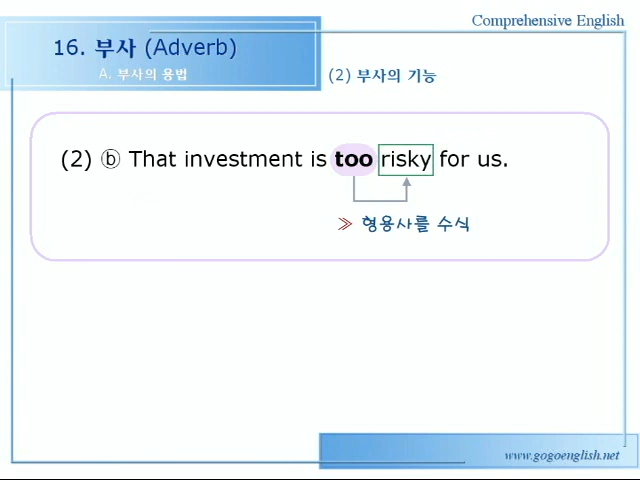 Comprehensive English
16. 부사 (Adverb)
A. 부사의 용법
(2) 부사의 기능
(2) ⓑ That investment is too risky for us.
≫ 형용사를 수식
www.gogoenglish.net